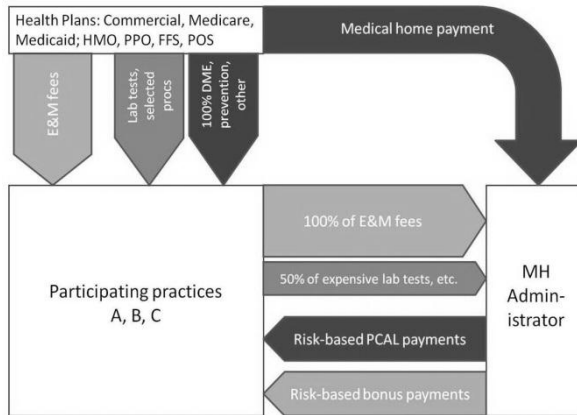 Health Plans: Commercial, Medicare,
Medicaid; HMO, PPO, FFS, POS
Medical home payment
E&M fees
Lab tests,
selected
procs
100% DME,
prevention,
other
100% of E&M fees
50% of expensive lab tests, etc.
Participating practices
A, B, C
MH
Admin-
istrator
Risk-based PCAL payments
Risk-based bonus payments